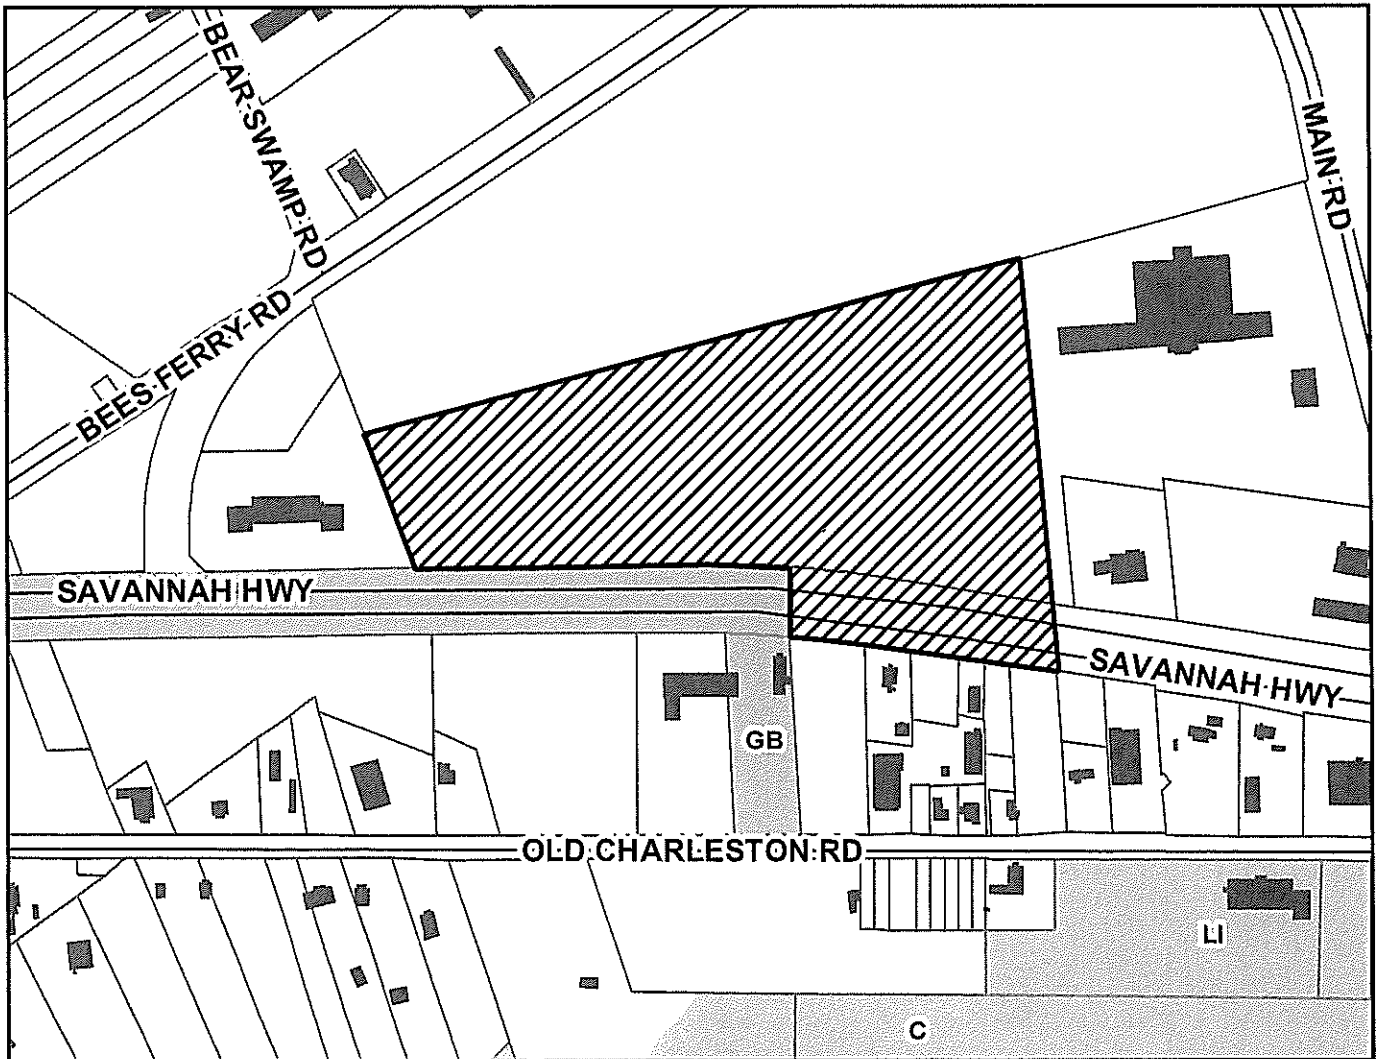 BEAR SWAMP RD
MAIN RD
BEES FERRY RD
SAVANNAH HWY
SAVANNAH HWY
GB
OLD CHARLESTON RD
LI
C